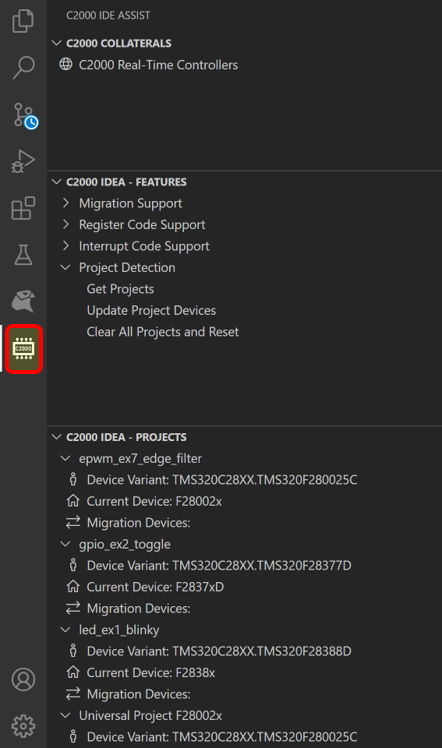 C2000 IDE ASSIST
C2000 COLLATERALS
C2000 Real-Time Controllers
C2000 IDEA - FEATURES
Migration Support
Register Code Support
Interrupt Code Support
Project Detection
Get Projects
Update Project Devices
Clear All Projects and Reset
C2000
C2000 IDEA - PROJECTS
epwm_ex7_edge_filter
Device Variant: TMS320C28XX.TMS320F280025C
Current Device: F28002x
Migration Devices:
gpio_ex2_toggle
Device Variant: TMS320C28XX.TMS320F28377D
Current Device: F2837xD
Migration Devices:
led_ex1_blinky
Device Variant: TMS320C28XX.TMS320F28388D
Current Device: F2838x
Migration Devices:
Universal Project F28002x
Device Variant: TMS320C28XX.TMS320F280025C